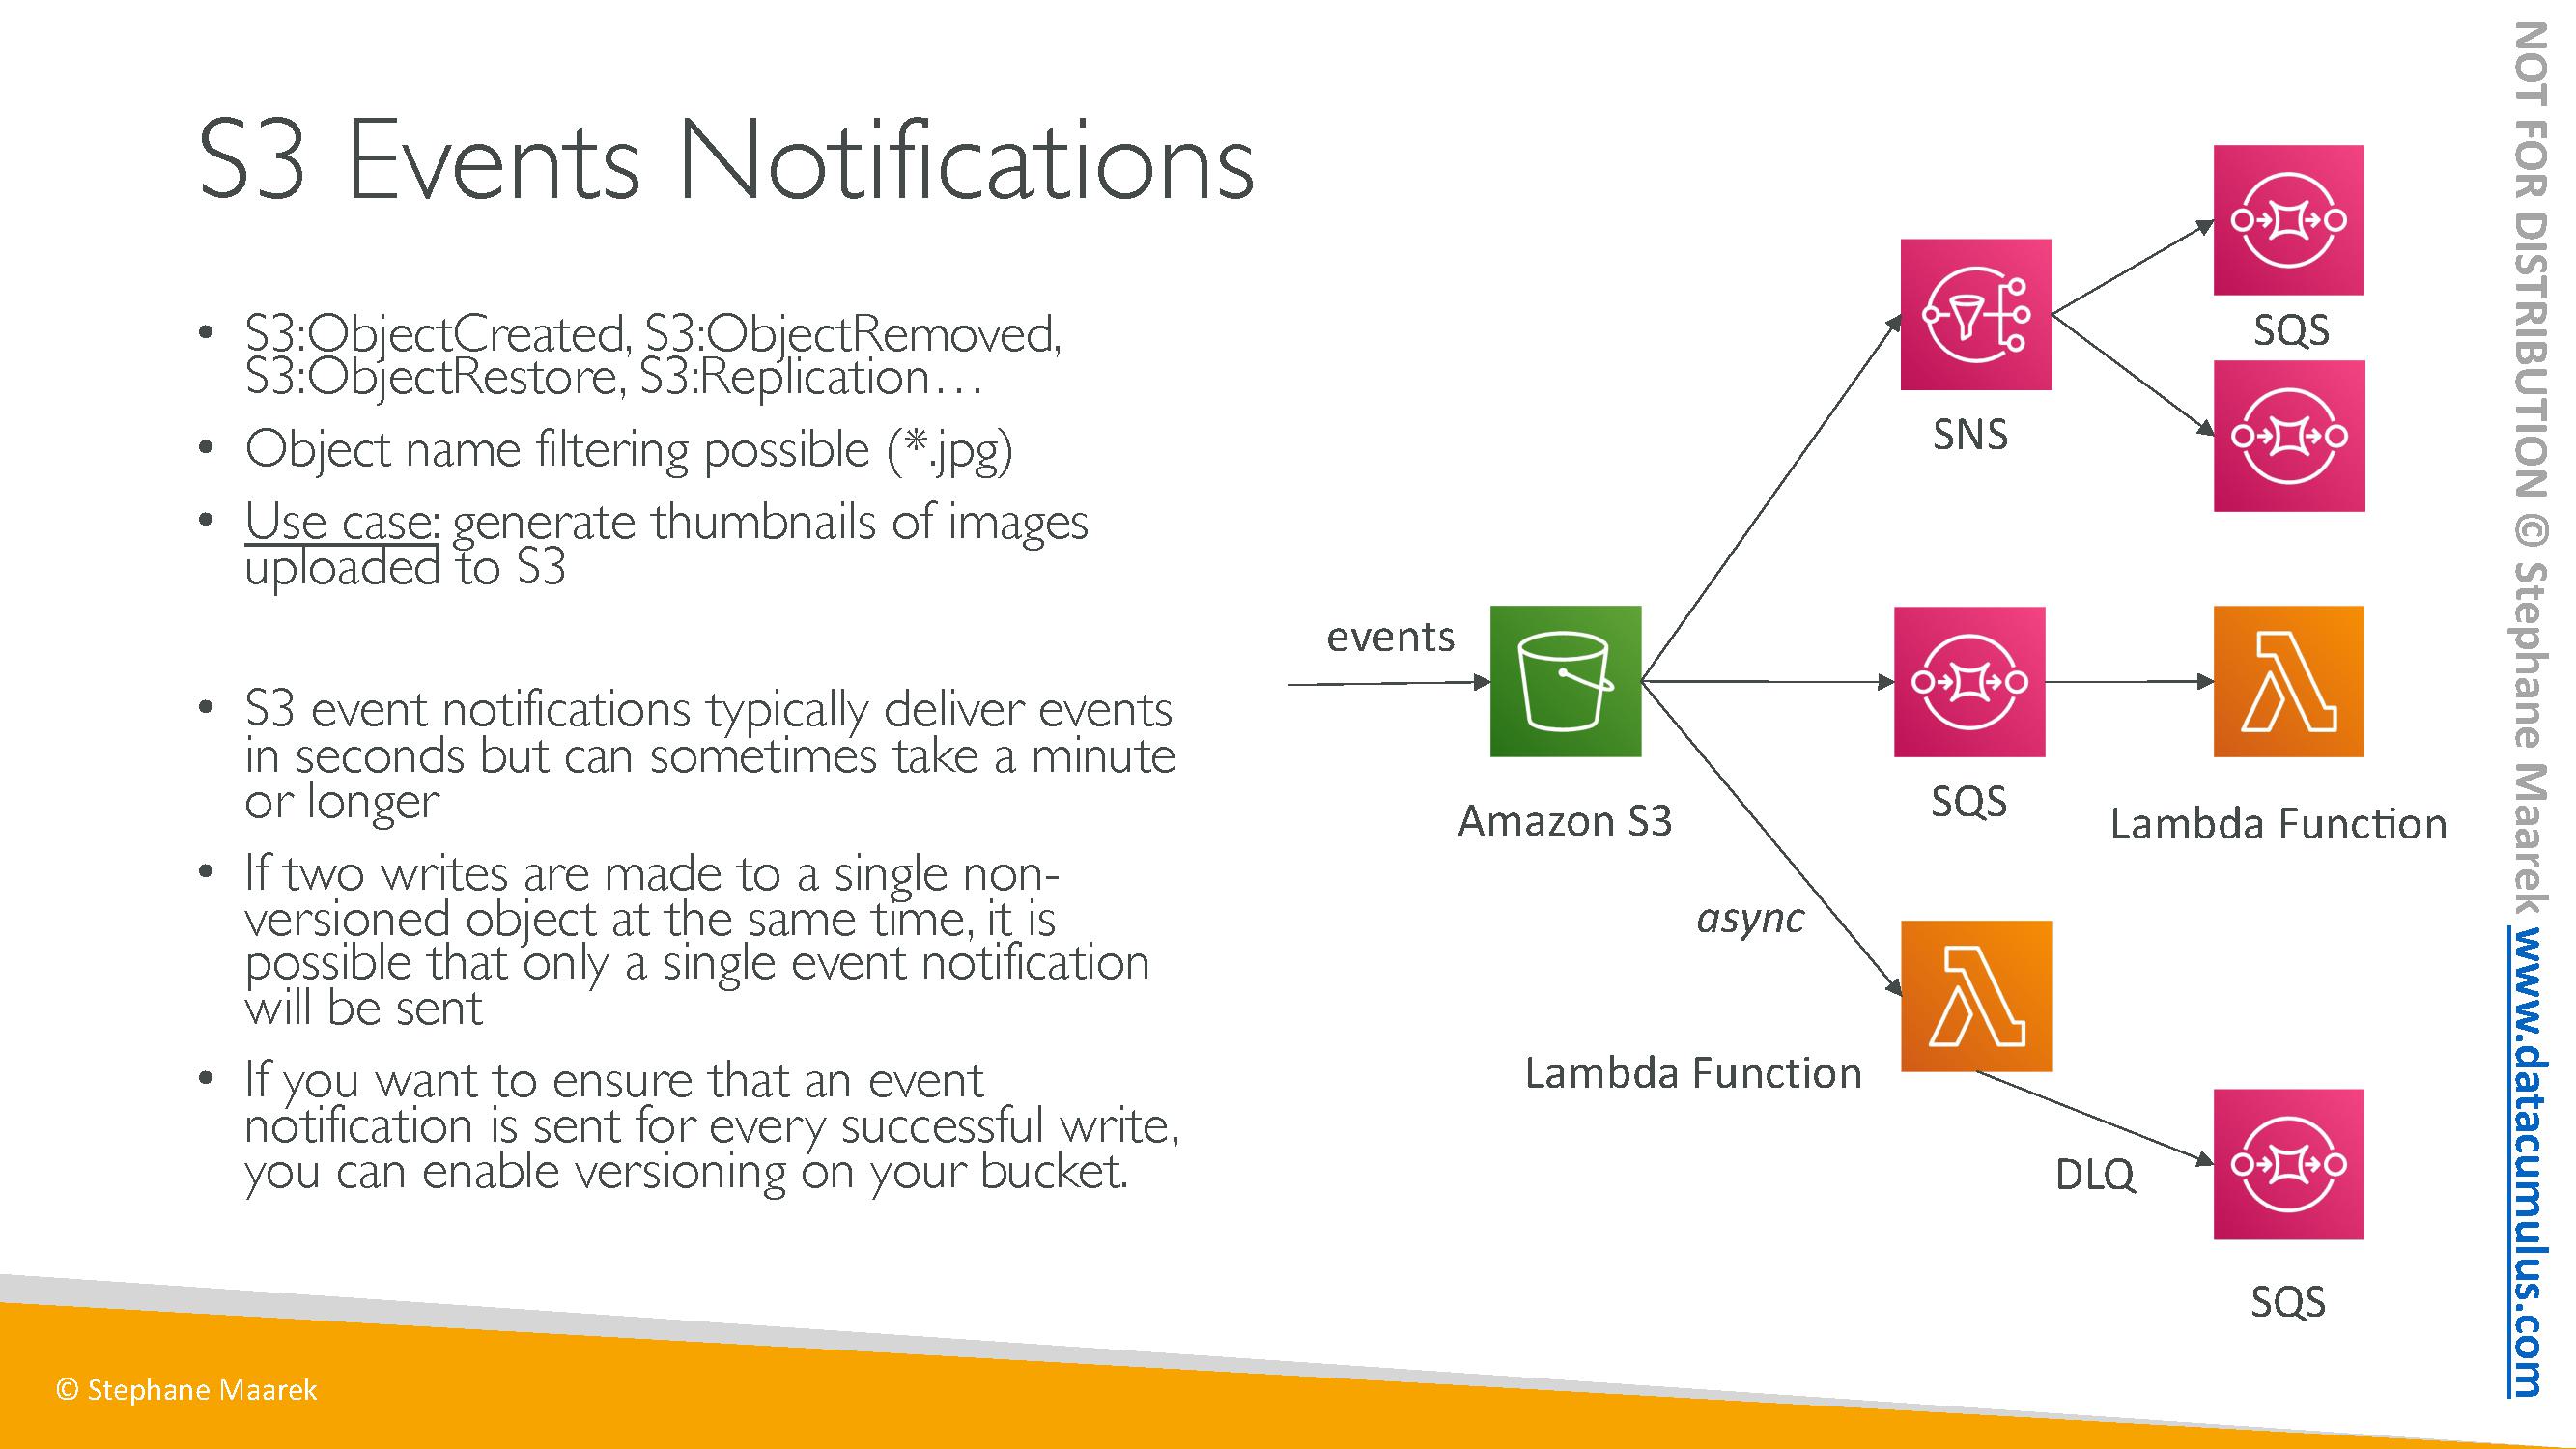 S3 Events Notifications
• S3:ObjectCreated, S3:ObjectRemoved,
S3:ObjectRestore, S3:Replication…
• Object name filtering possible (*.jpg)
• Use case: generate thumbnails of images
uploaded to S3
• S3 event notifications typically deliver events
in seconds but can sometimes take a minute
or longer
• If two writes are made to a single non-
versioned object at the same time, it is
possible that only a single event notification
will be sent
• If you want to ensure that an event
notification is sent for every successful write,
you can enable versioning on your bucket.
events
Amazon S3
SNS
SQS
SQS
Lambda Function
async
Lambda Function
DLQ
SQS
© Stephane Maarek
NOT FOR DISTRIBUTION © Stephane Maarek www.datacumulus.com